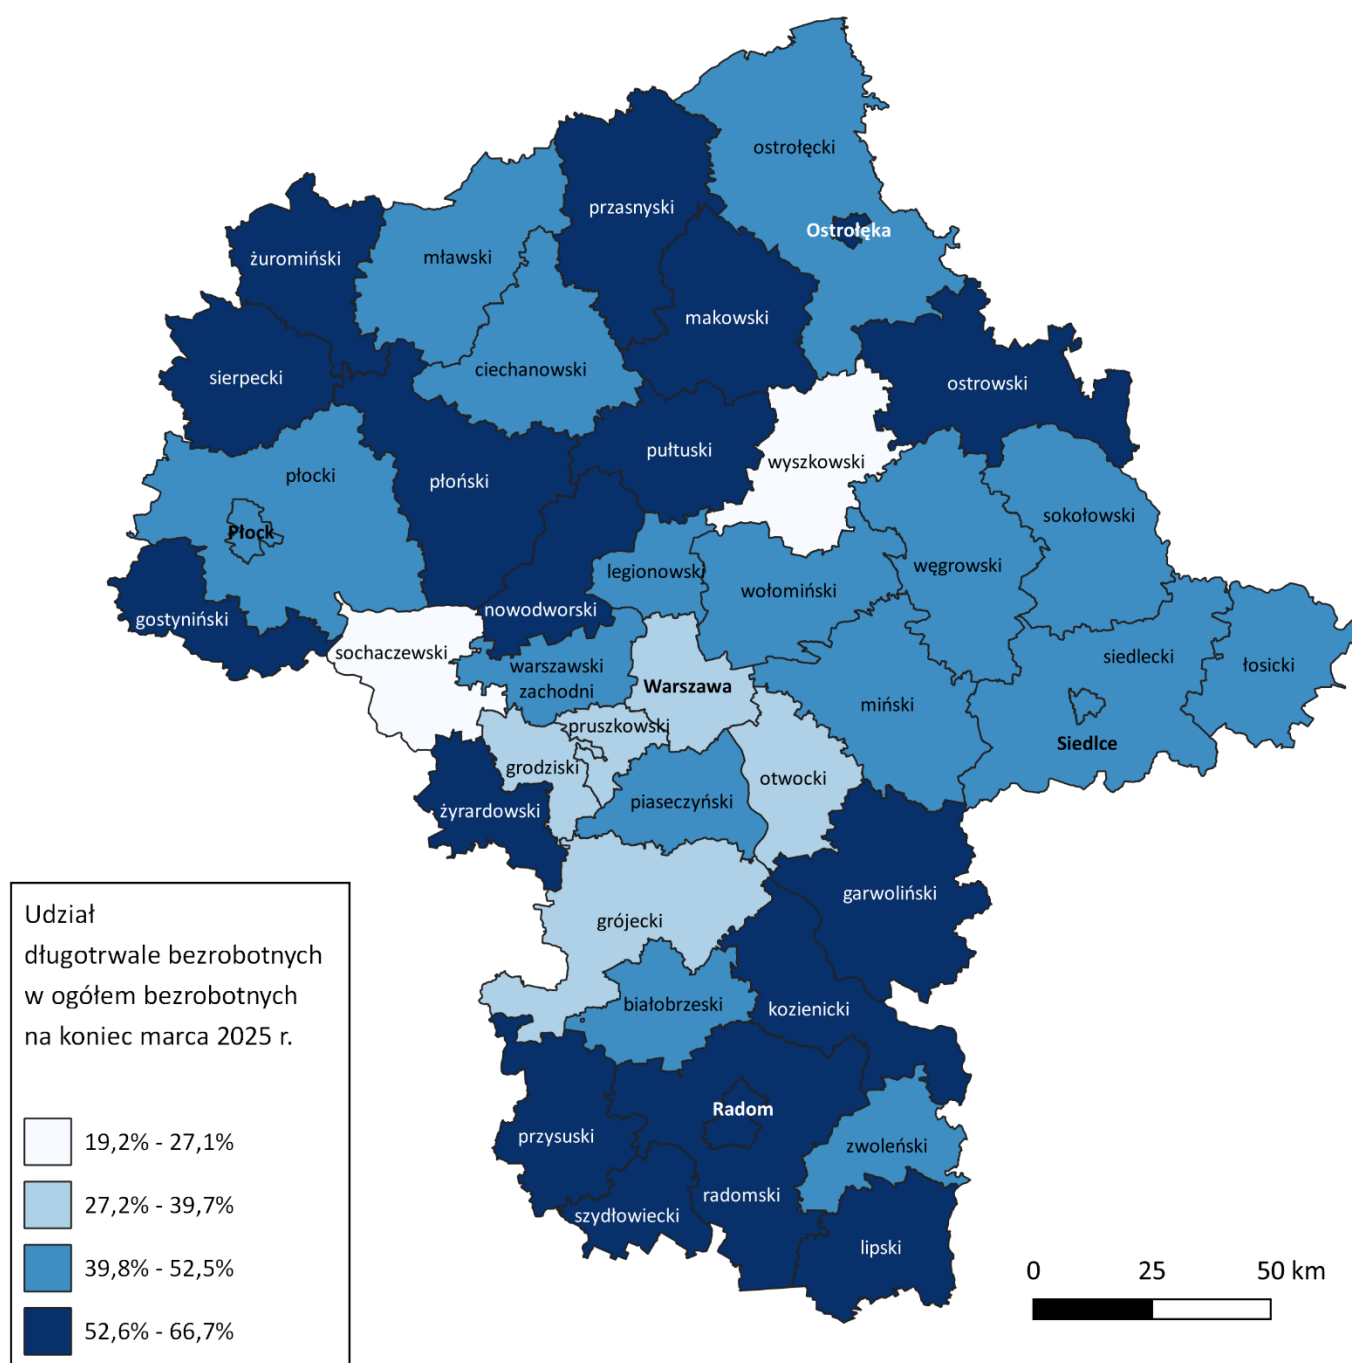 ostrołęcki
przasnyski
Ostrołęka
mławski
żuromiński
makowski
ciechanowski
sierpecki
ostrowski
pułtuski
wyszkowski
płocki
płoński
sokołowski
Płock
węgrowski
legionowski
wołomiński
nowodworski
gostyniński
sochaczewski
siedlecki
łosicki
warszawski
zachodni
Warszawa
miński
pruszkowski
Siedlce
grodziski
otwocki
piaseczyński
żyrardowski
garwoliński
grójecki
białobrzeski
kozienicki
Radom
przysuski
zwoleński
radomski
szydłowiecki
lipski
Udział
długotrwale bezrobotnych
w ogółem bezrobotnych
na koniec marca 2025 r.
19,2% - 27,1%
27,2% - 39,7%
39,8% - 52,5%
52,6% - 66,7%
0 25 50 km